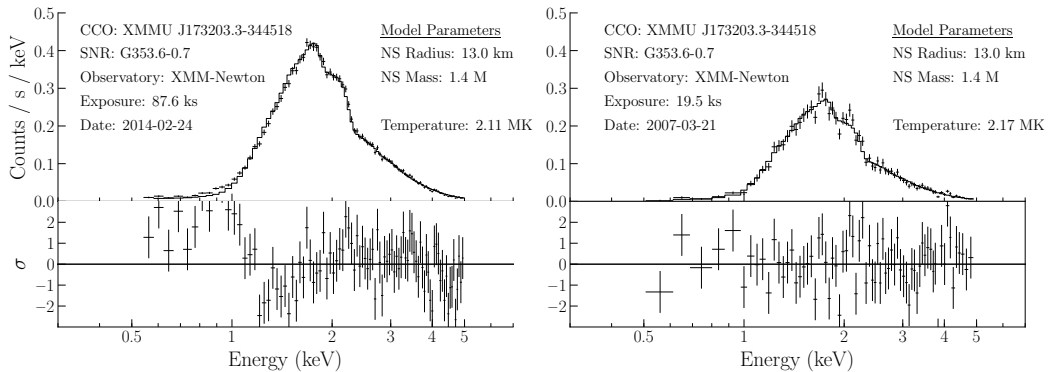 CCO: XMMU J173203.3-344518
SNR: G353.6-0.7
Observatory: XMM-Newton
Exposure: 87.6 ks
Date: 2014-02-24
Model Parameters
NS Radius: 13.0 km
NS Mass: 1.4 M
Temperature: 2.11 MK
Counts / s / keV
0.5
0.4
0.3
0.2
0.1
0.0
σ
2
1
0
−1
−2
0.5 1 2 3 4 5
Energy (keV)
CCO: XMMU J173203.3-344518
SNR: G353.6-0.7
Observatory: XMM-Newton
Exposure: 19.5 ks
Date: 2007-03-21
Model Parameters
NS Radius: 13.0 km
NS Mass: 1.4 M
Temperature: 2.17 MK
0.5
0.4
0.3
0.2
0.1
0.0
2
1
0
−1
−2
0.5 1 2 3 4 5
Energy (keV)